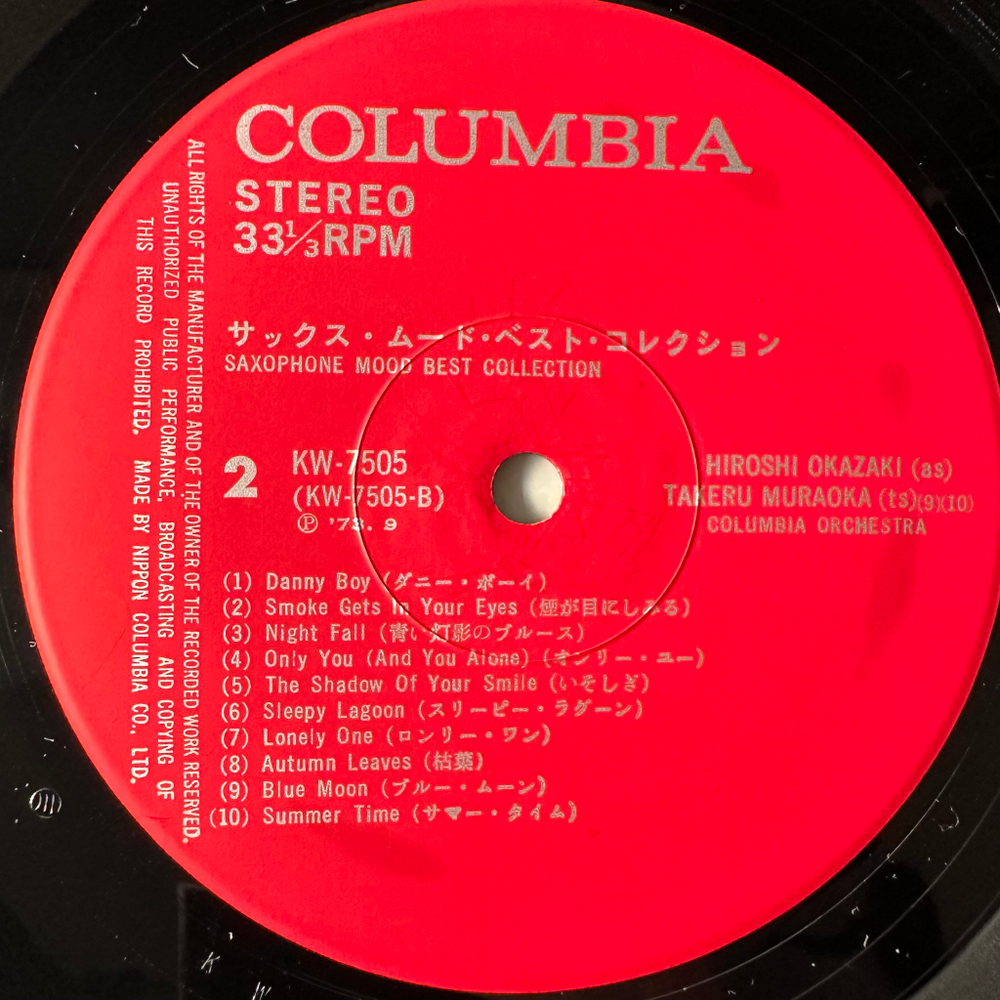 COLUMBIA
STEREO
33⅓RPM
サックス・ムード・ベスト・コレクション
SAXOPHONE MOOD BEST COLLECTION
2
KW-7505
(KW-7505-B)
Ⓟ '73. 9
HIROSHI OKAZAKI (as)
TAKERU MURAOKA (ts)(9)(10)
COLUMBIA ORCHESTRA
(1) Danny Boy (ダニー・ボーイ)
(2) Smoke Gets In Your Eyes (煙が目にしみる)
(3) Night Fall (青い灯影のブルース)
(4) Only You (And You Alone) (オンリー・ユー)
(5) The Shadow Of Your Smile (いそしぎ)
(6) Sleepy Lagoon (スリーピー・ラグーン)
(7) Lonely One (ロンリー・ワン)
(8) Autumn Leaves (枯葉)
(9) Blue Moon (ブルー・ムーン)
(10) Summer Time (サマー・タイム)
ALL RIGHTS OF THE MANUFACTURER AND OF THE OWNER OF THE RECORDED WORK RESERVED.
UNAUTHORIZED PUBLIC PERFORMANCE, BROADCASTING AND COPYING OF
THIS RECORD PROHIBITED. MADE BY NIPPON COLUMBIA CO., LTD.
K W